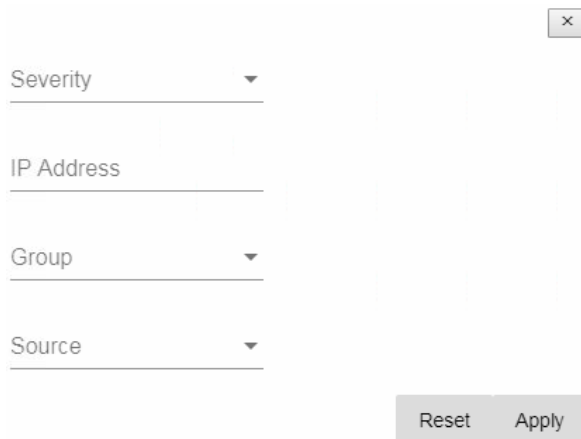 ×
Severity
IP Address
Group
Source
Reset Apply